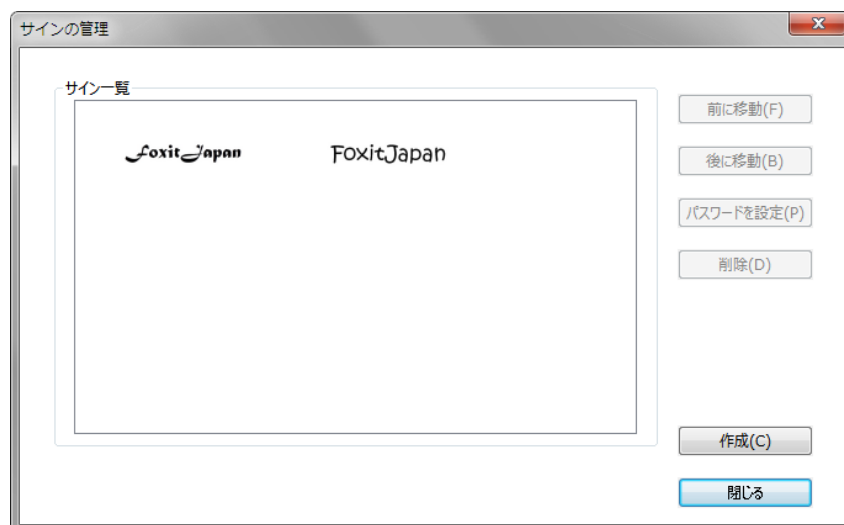 サインの管理
サイン一覧
FoxitJapan FoxitJapan
前に移動(F)
後に移動(B)
パスワードを設定(P)
削除(D)
作成(C)
閉じる